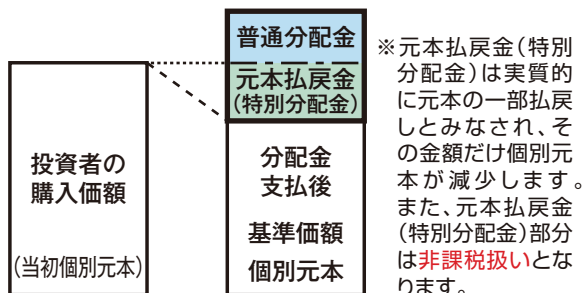 普通分配金
元本払戻金
(特別分配金)
投資者の
購入価額
(当初個別元本)
分配金
支払後
基準価額
個別元本
※元本払戻金(特別
分配金)は実質的
に元本の一部払戻
しとみなされ、そ
の金額だけ個別元
本が減少します。
また、元本払戻金
(特別分配金)部分
は非課税扱いとな
ります。